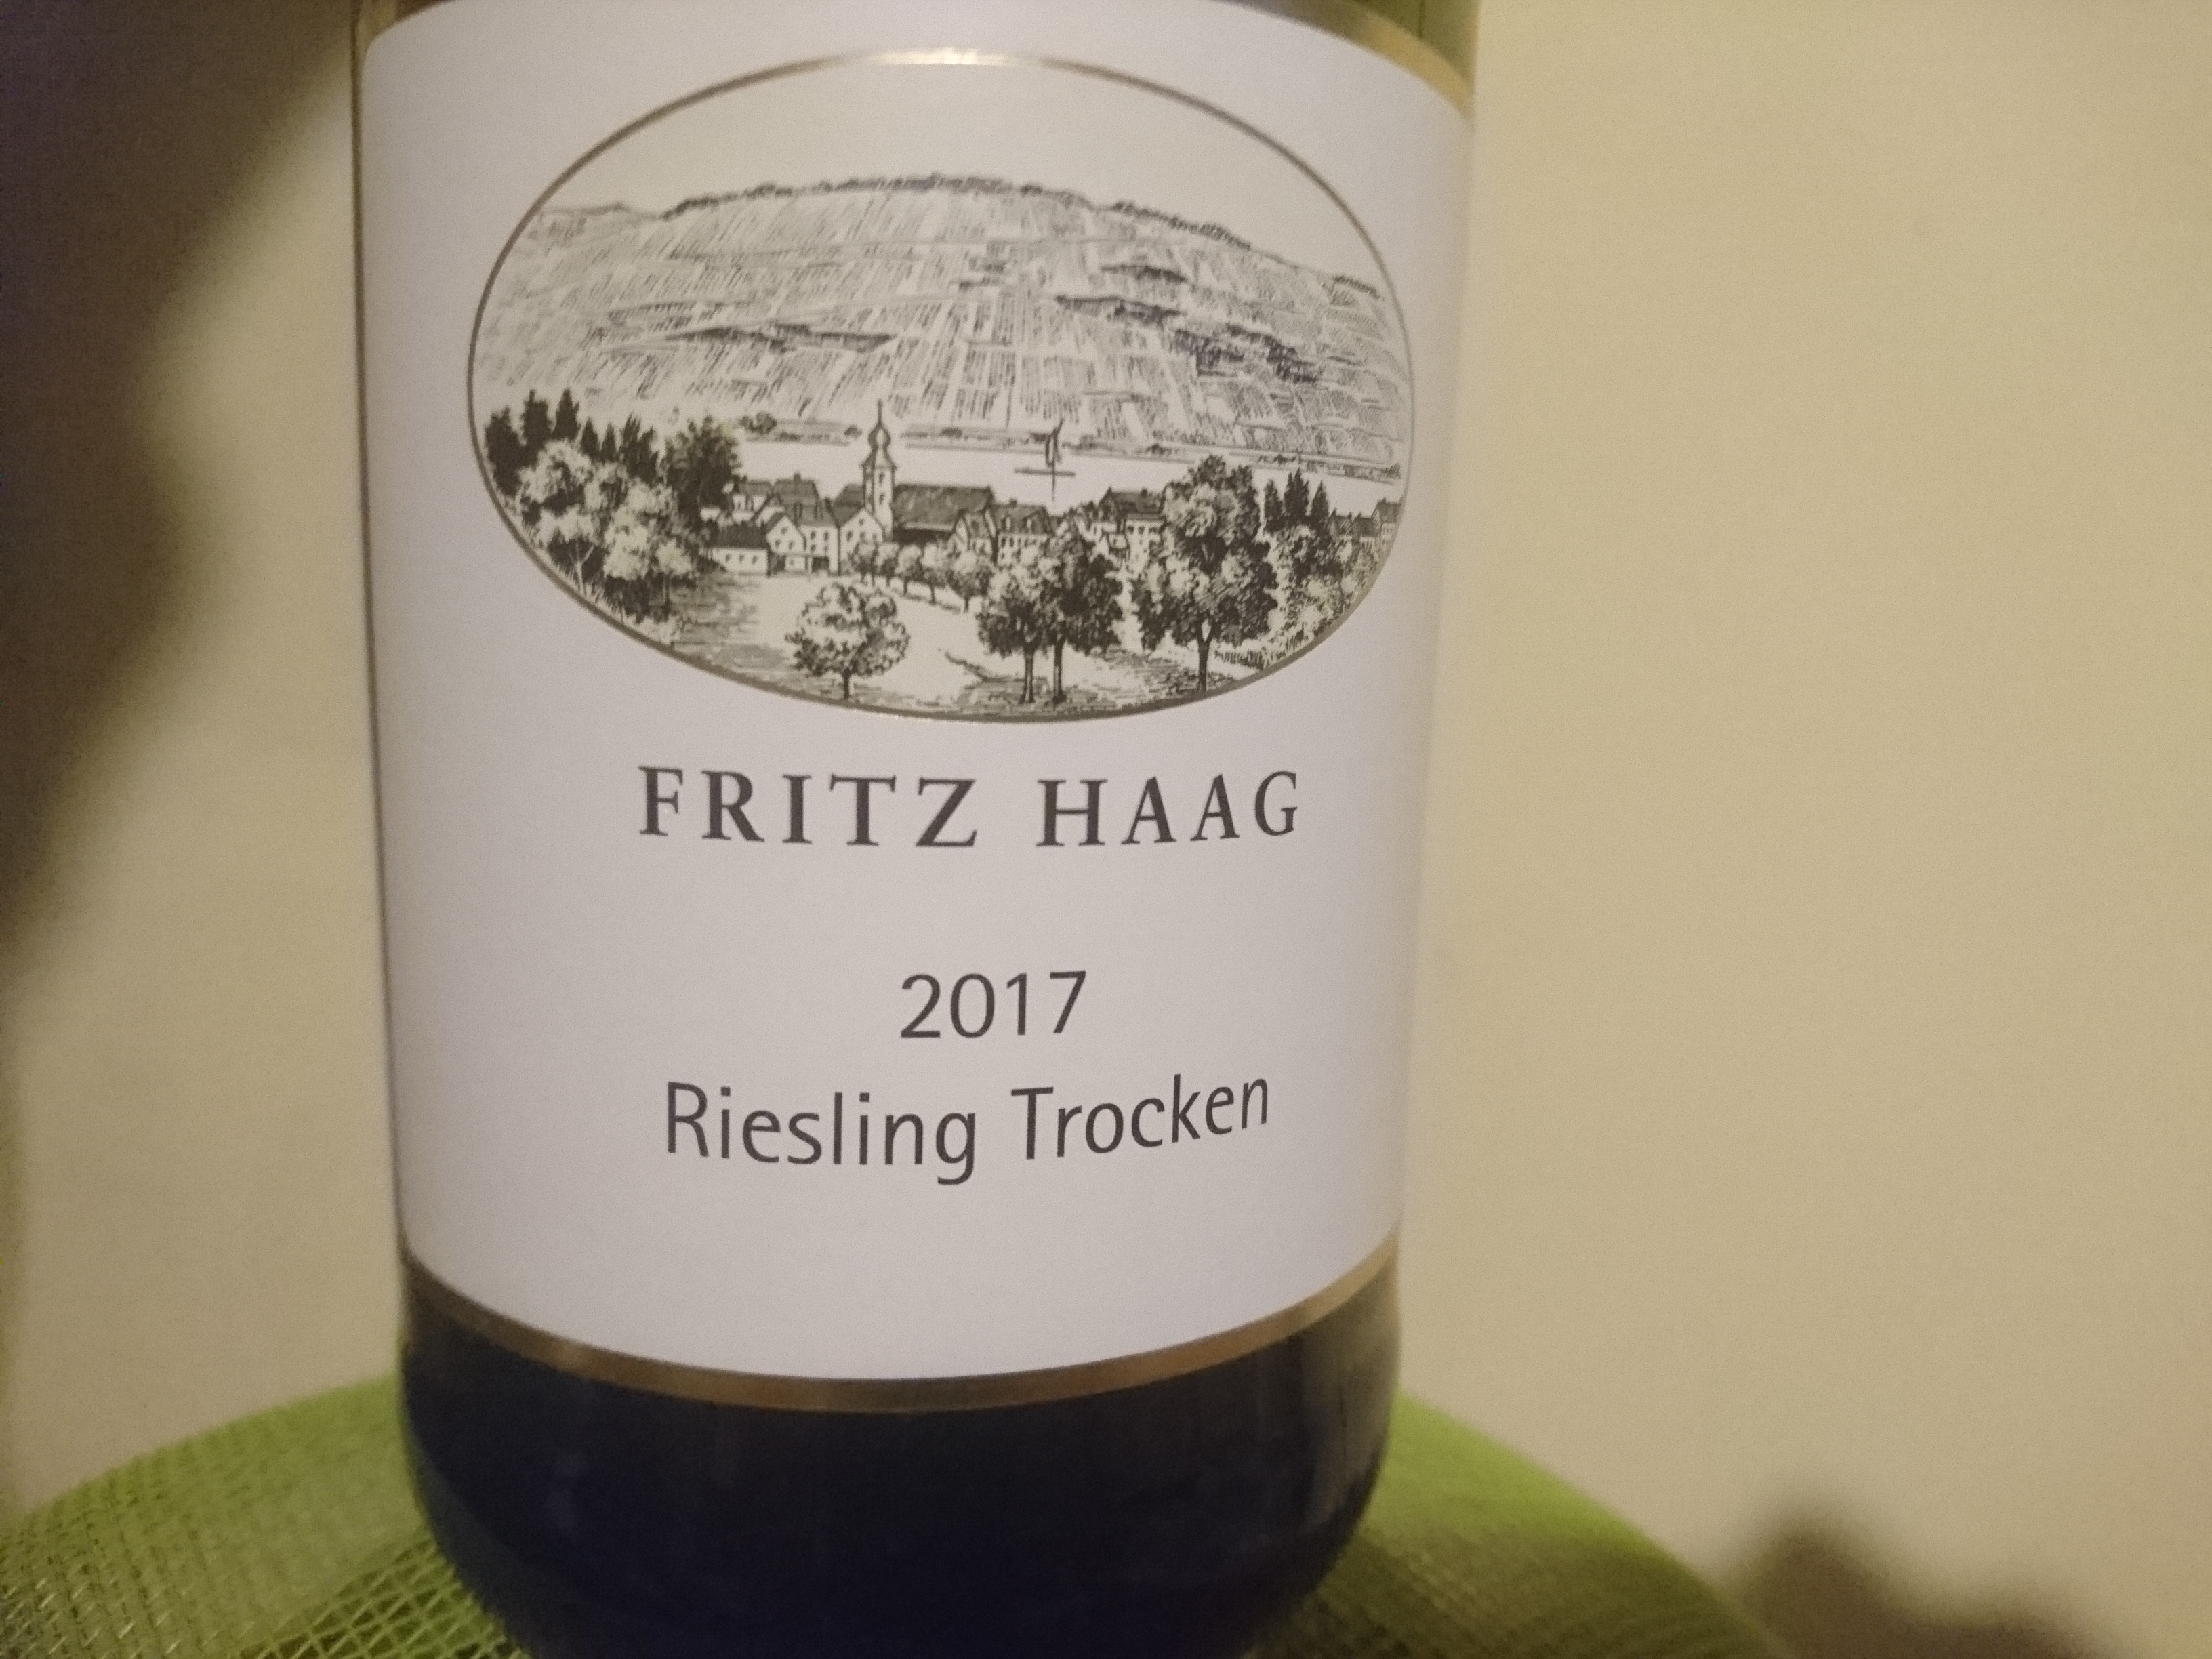 FRITZ HAAG
2017
Riesling Trocken